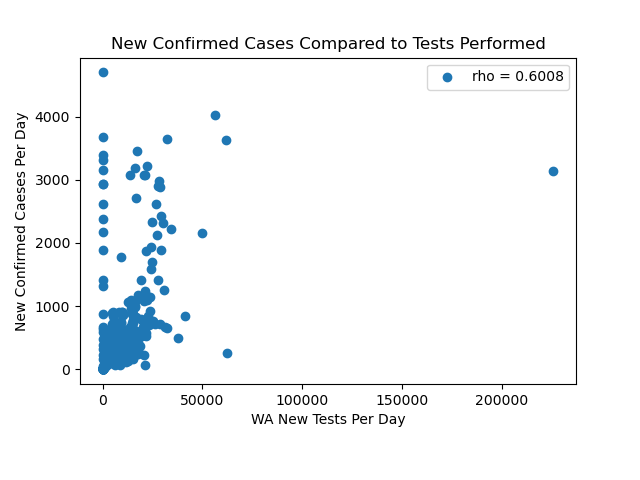 New Confirmed Cases Compared to Tests Performed
rho = 0.6008
New Confirmed Caeses Per Day
4000
3000
2000
1000
0
0
50000
100000
150000
200000
WA New Tests Per Day